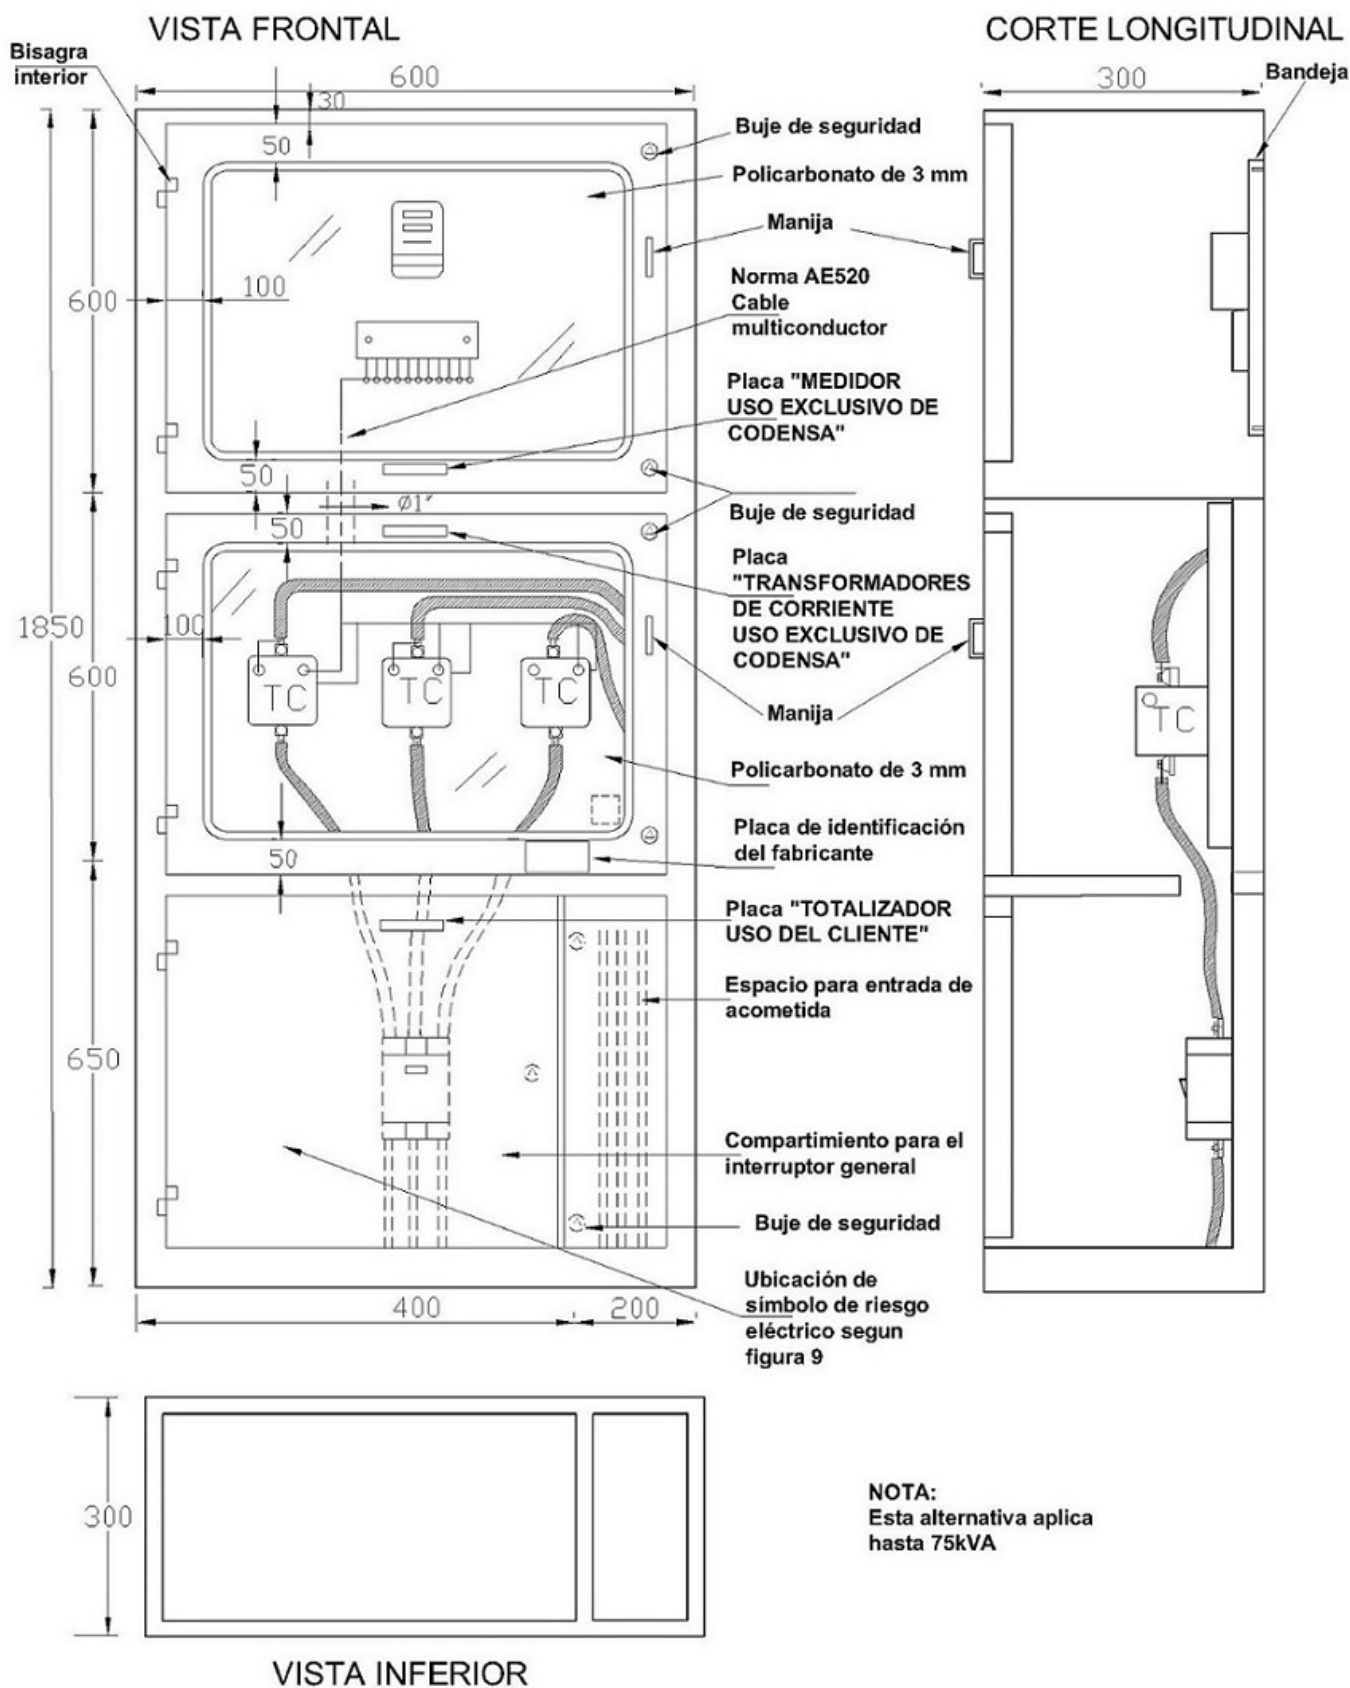 VISTA FRONTAL
CORTE LONGITUDINAL
Bisagra
interior
600
300
Bandeja
30
50
Buje de seguridad
Policarbonato de 3 mm
Manija
100
600
Norma AE520
Cable
multiconductor
Placa "MEDIDOR
USO EXCLUSIVO DE
CODENSA"
50
Ø1"
50
Buje de seguridad
Placa
"TRANSFORMADORES
DE CORRIENTE
USO EXCLUSIVO DE
CODENSA"
1850
100
600
TC
TC
TC
TC
Manija
Policarbonato de 3 mm
Placa de identificación
del fabricante
50
Placa "TOTALIZADOR
USO DEL CLIENTE"
Espacio para entrada de
acometida
650
Compartimiento para el
interruptor general
Buje de seguridad
Ubicación de
símbolo de riesgo
eléctrico segun
figura 9
400
200
300
NOTA:
Esta alternativa aplica
hasta 75kVA
VISTA INFERIOR